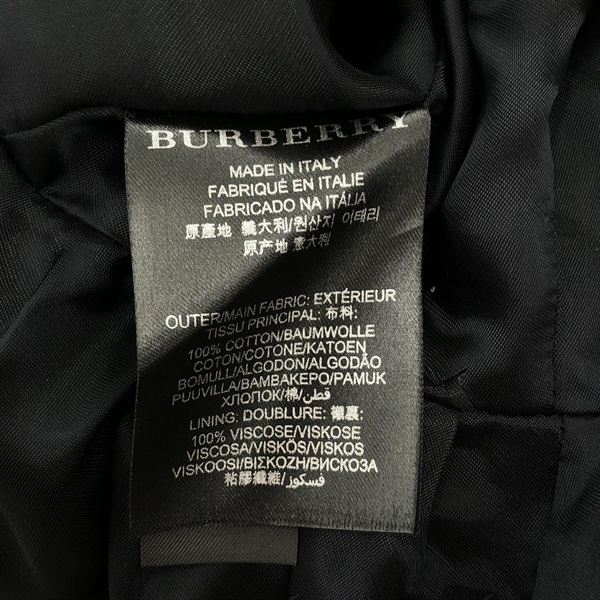 BURBERRY
MADE IN ITALY
FABRIQUÉ EN ITALIE
FABRICADO NA ITÁLIA
原產地 義大利/원산지 이태리
原产地 意大利
OUTER/MAIN FABRIC: EXTÉRIEUR
TISSU PRINCIPAL: 布料:
100% COTTON/BAUMWOLLE
COTON/COTONE/KATOEN
BOMULL/ALGODON/ALGODÃO
PUUVILLA/BAMBAKEPO/PAMUK
ХЛОПОК/棉/قطن
LINING: DOUBLURE: 襯裏:
100% VISCOSE/VISKOSE
VISCOSA/VISKÓS/VISKOS
VISKOOSI/ΒΙΣΚΟΖΗ/ВИСКОЗА
粘膠纖維/فسكوز